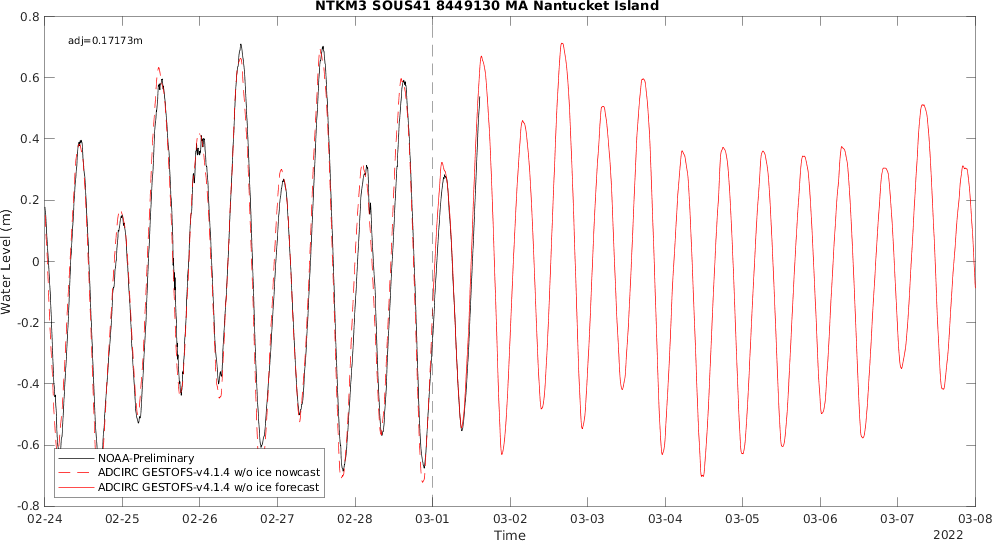 NTKM3 SOUS41 8449130 MA Nantucket Island
0.8
adj=0.17173m
0.6
0.4
0.2
0
-0.2
-0.4
-0.6
-0.8
Water Level (m)
NOAA-Preliminary
ADCIRC GESTOFS-v4.1.4 w/o ice nowcast
ADCIRC GESTOFS-v4.1.4 w/o ice forecast
02-24 02-25 02-26 02-27 02-28 03-01 03-02 03-03 03-04 03-05 03-06 03-07 03-08
Time
2022